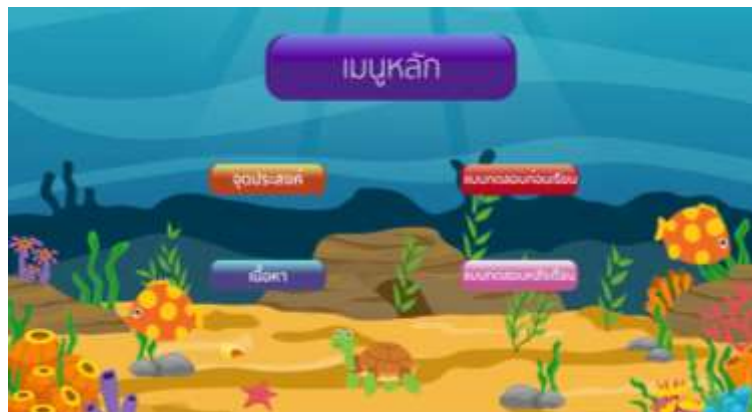 เมนูหลัก
จุดประสงค์
แบบทดสอบก่อนเรียน
เนื้อหา
แบบทดสอบหลังเรียน